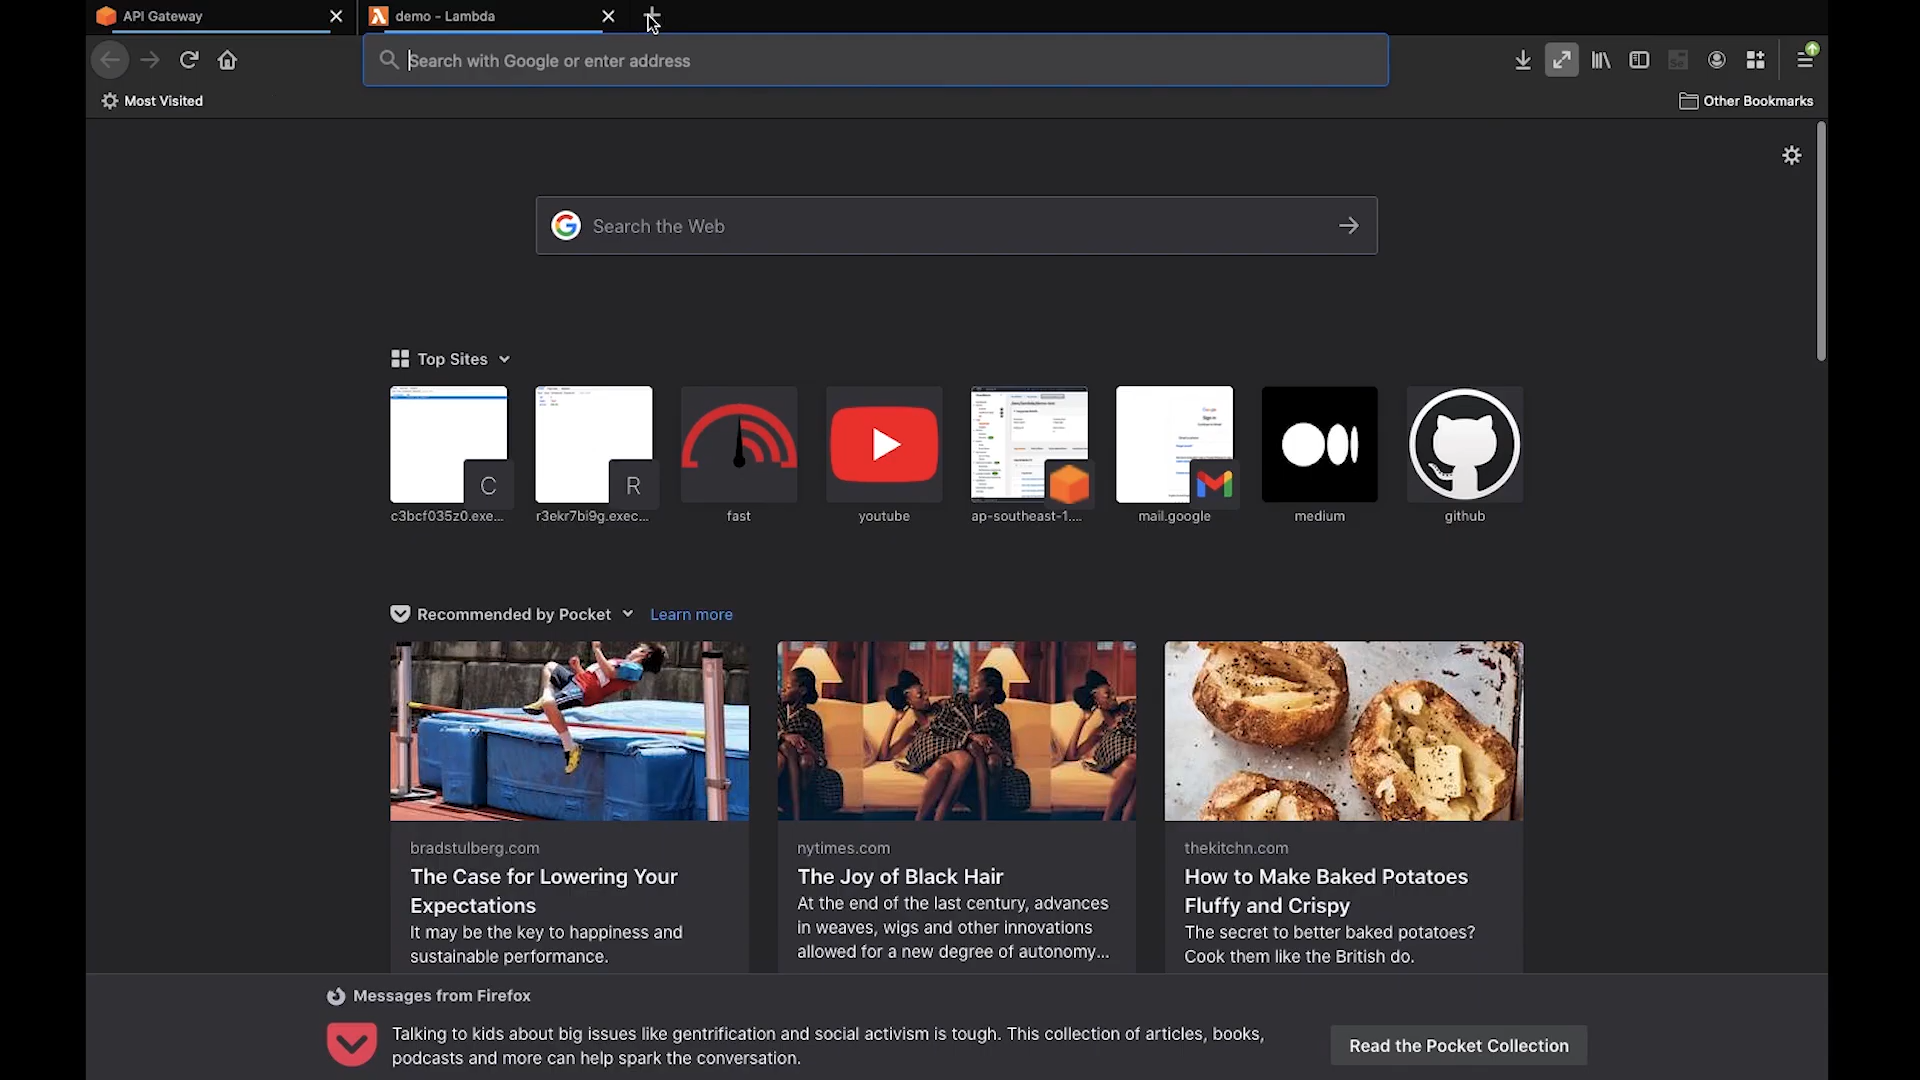 API Gateway
demo - Lambda
Search with Google or enter address
Most Visited
Other Bookmarks
Search the Web
Top Sites
C
R
c3bcf035z0.exe...
r3ekr7bi9g.exec...
fast
youtube
ap-southeast-1....
mail.google
medium
github
Recommended by Pocket
Learn more
bradstulberg.com
The Case for Lowering Your
Expectations
It may be the key to happiness and
sustainable performance.
nytimes.com
The Joy of Black Hair
At the end of the last century, advances
in weaves, wigs and other innovations
allowed for a new degree of autonomy...
thekitchn.com
How to Make Baked Potatoes
Fluffy and Crispy
The secret to better baked potatoes?
Cook them like the British do.
Messages from Firefox
Talking to kids about big issues like gentrification and social activism is tough. This collection of articles, books,
podcasts and more can help spark the conversation.
Read the Pocket Collection